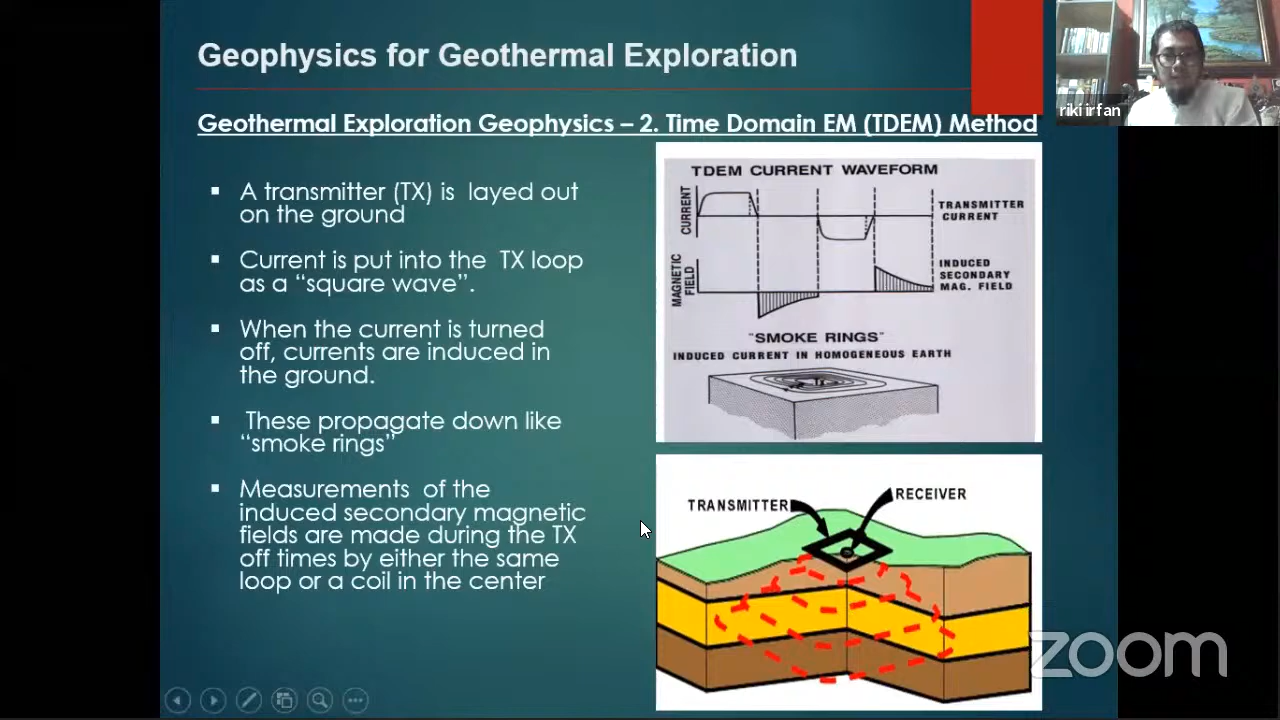 Geophysics for Geothermal Exploration
riki irfan
Geothermal Exploration Geophysics – 2. Time Domain EM (TDEM) Method
▪ A transmitter (TX) is  layed out
on the ground
▪ Current is put into the  TX loop
as a “square wave”.
▪ When the current is turned
off, currents are induced in
the ground.
▪ These propagate down like
“smoke rings”
▪ Measurements  of the
induced secondary magnetic
fields are made during the TX
off times by either the same
loop or a coil in the center
TDEM CURRENT WAVEFORM
CURRENT
TRANSMITTER
CURRENT
MAGNETIC
FIELD
INDUCED
SECONDARY
MAG. FIELD
"SMOKE RINGS"
INDUCED CURRENT IN HOMOGENEOUS EARTH
TRANSMITTER
RECEIVER
zoom